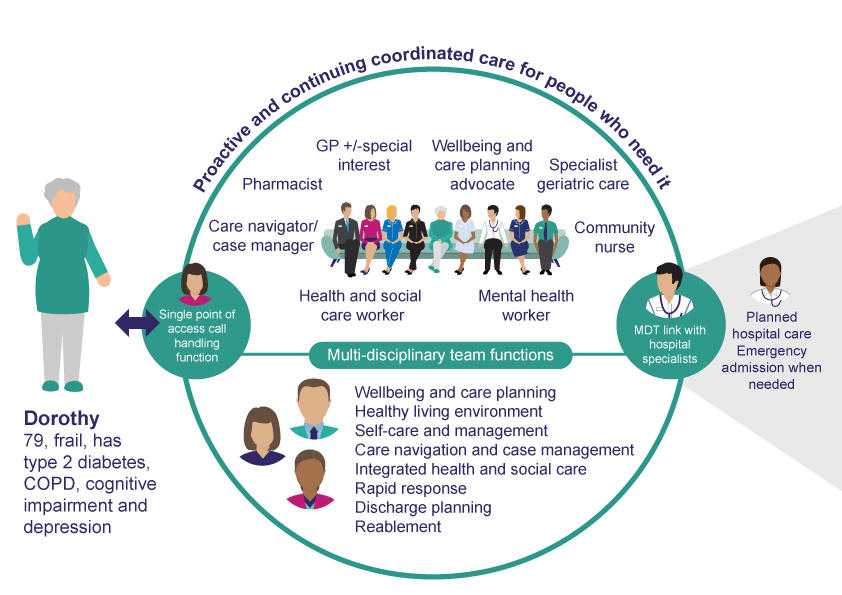 Proactive and continuing coordinated care for people who need it
GP +/-special
interest
Wellbeing and
care planning
advocate
Pharmacist
Specialist
geriatric care
Care navigator/
case manager
Community
nurse
Health and social
care worker
Mental health
worker
Single point of
access call
handling
function
MDT link with
hospital
specialists
Planned
hospital care
Emergency
admission when
needed
Multi-disciplinary team functions
Wellbeing and care planning
Healthy living environment
Self-care and management
Care navigation and case management
Integrated health and social care
Rapid response
Discharge planning
Reablement
Dorothy
79, frail, has
type 2 diabetes,
COPD, cognitive
impairment and
depression